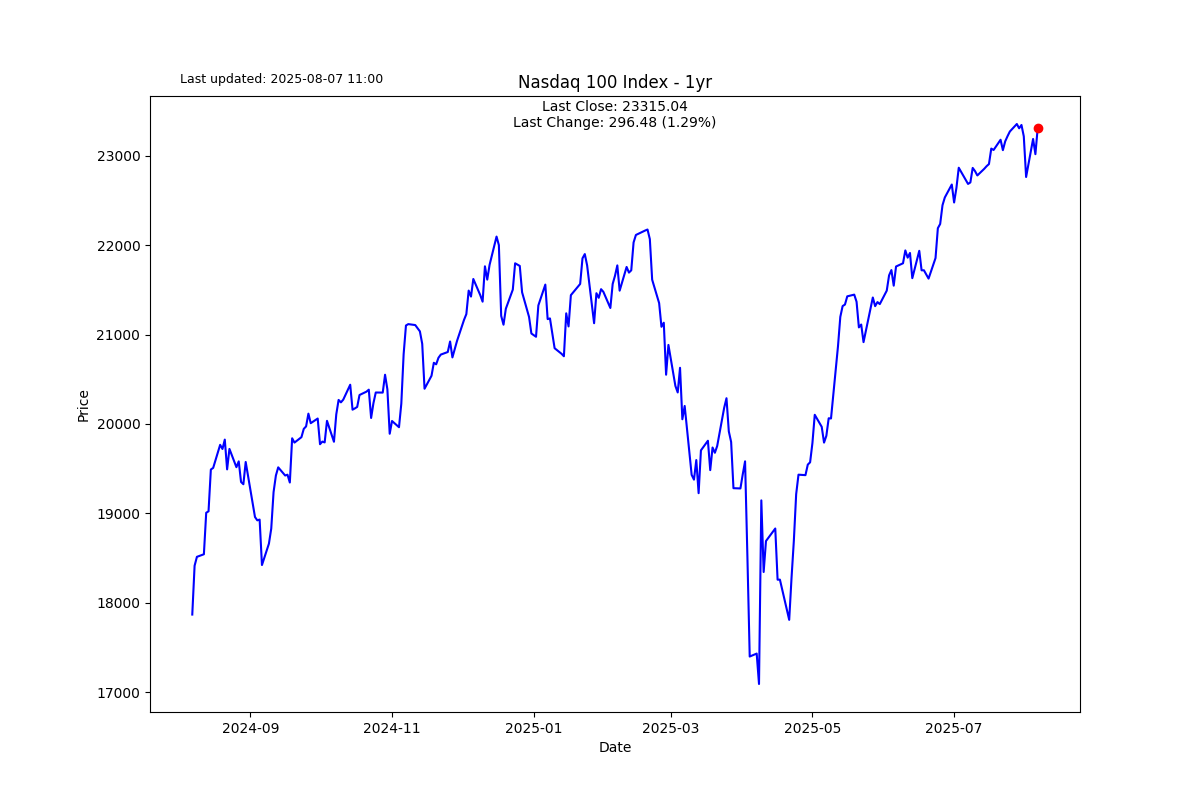 Last updated: 2025-08-07 11:00
Nasdaq 100 Index - 1yr
Last Close: 23315.04
Last Change: 296.48 (1.29%)
Price
23000
22000
21000
20000
19000
18000
17000
2024-09
2024-11
2025-01
2025-03
2025-05
2025-07
Date